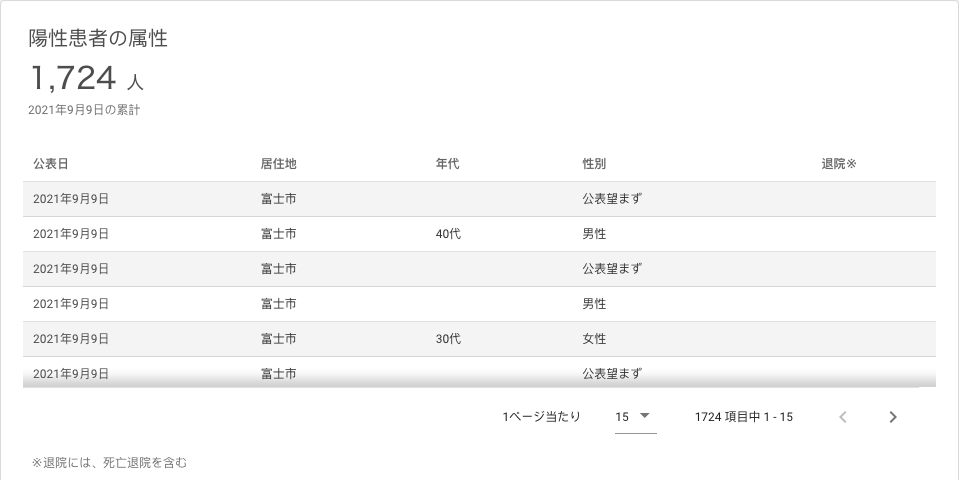 陽性患者の属性
1,724 人
2021年9月9日の累計
公表日 居住地 年代 性別 退院※
2021年9月9日 富士市 公表望まず
2021年9月9日 富士市 40代 男性
2021年9月9日 富士市 公表望まず
2021年9月9日 富士市 男性
2021年9月9日 富士市 30代 女性
2021年9月9日 富士市 公表望まず
1ページ当たり 15 1724 項目中 1 - 15
※退院には、死亡退院を含む